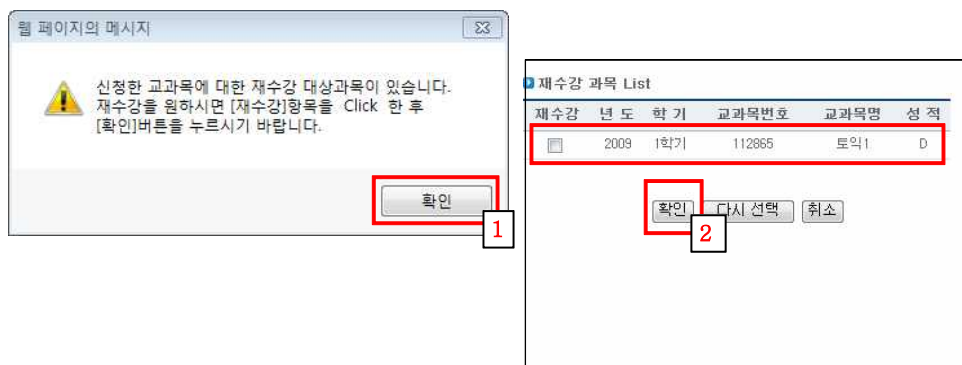 웹 페이지의 메시지
신청한 교과목에 대한 재수강 대상과목이 있습니다.
재수강을 원하시면 [재수강]항목을 Click 한 후
[확인]버튼을 누르시기 바랍니다.
확인
1
재수강 과목 List
재수강 년 도 학 기 교과목번호 교과목명 성 적
2009 1학기 112865 토익1 D
확인 다시 선택 취소
2